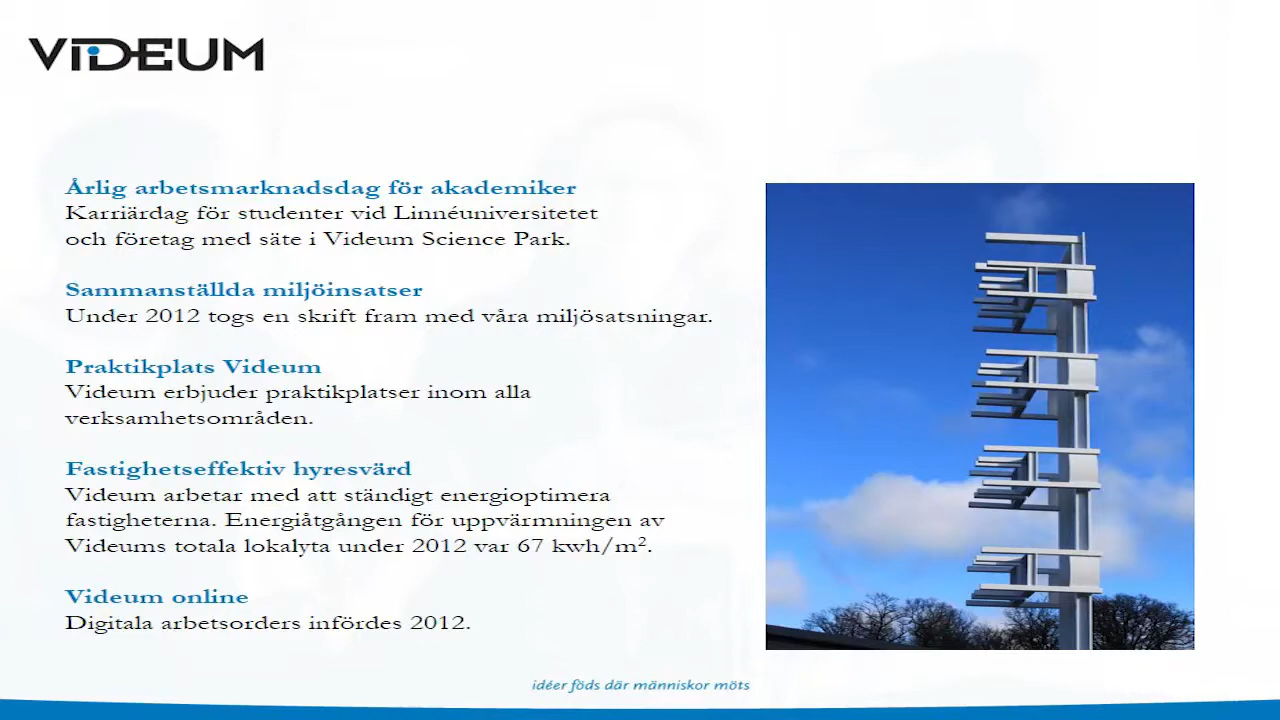 VIDEUM
Årlig arbetsmarknadsdag för akademiker
Karriärdag för studenter vid Linnéuniversitetet
och företag med säte i Videum Science Park.
Sammanställda miljöinsatser
Under 2012 togs en skrift fram med våra miljösatsningar.
Praktikplats Videum
Videum erbjuder praktikplatser inom alla
verksamhetsområden.
Fastighetseffektiv hyresvärd
Videum arbetar med att ständigt energioptimera
fastigheterna. Energiåtgången för uppvärmningen av
Videums totala lokalyta under 2012 var 67 kwh/m².
Videum online
Digitala arbetsorders infördes 2012.
idéer föds där människor möts